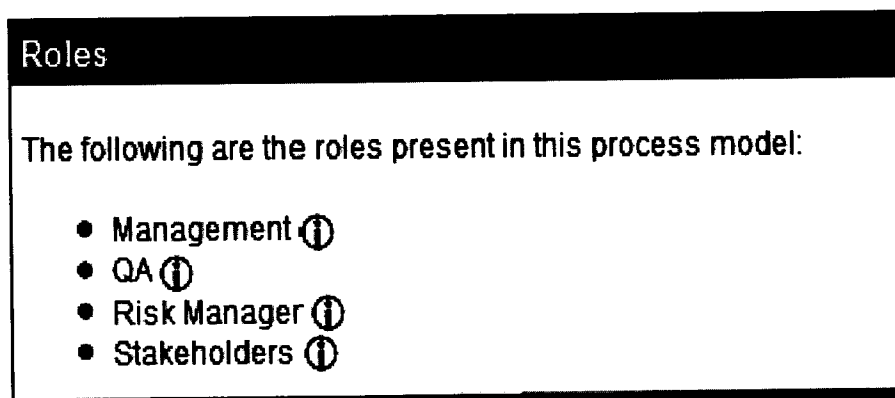 Roles
The following are the roles present in this process model:
● Management ⓘ
● QA ⓘ
● Risk Manager ⓘ
● Stakeholders ⓘ